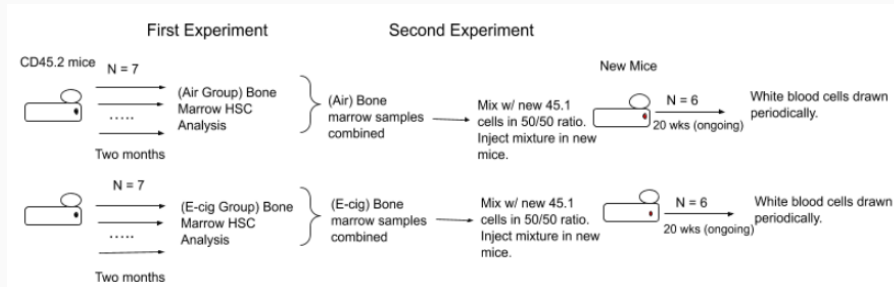 First Experiment
Second Experiment
CD45.2 mice
N = 7
(Air Group) Bone
Marrow HSC
Analysis
.....
Two months
(Air) Bone
marrow samples
combined
Mix w/ new 45.1
cells in 50/50 ratio.
Inject mixture in new
mice.
New Mice
N = 6
20 wks (ongoing)
White blood cells drawn
periodically.
N = 7
(E-cig Group) Bone
Marrow HSC
Analysis
.....
Two months
(E-cig) Bone
marrow samples
combined
Mix w/ new 45.1
cells in 50/50 ratio.
Inject mixture in new
mice.
N = 6
20 wks (ongoing)
White blood cells drawn
periodically.